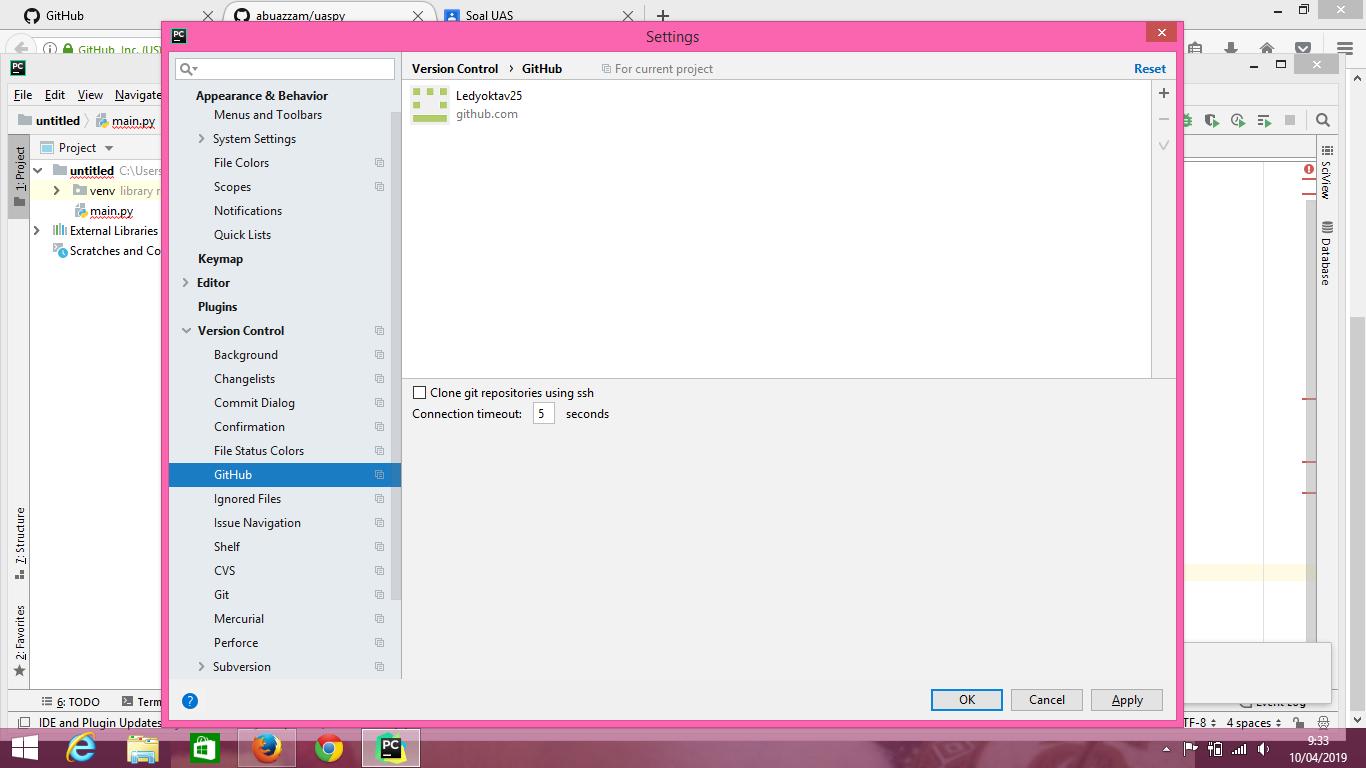 GitHub
abuazzam/uaspy
Soal UAS
GitHub, Inc. (US)
PC
Settings
File Edit View Navigate
untitled main.py
1: Project
Project
untitled C:\Users
venv library r
main.py
External Libraries
Scratches and Co
7: Structure
2: Favorites
Appearance & Behavior
Menus and Toolbars
System Settings
File Colors
Scopes
Notifications
Quick Lists
Keymap
Editor
Plugins
Version Control
Background
Changelists
Commit Dialog
Confirmation
File Status Colors
GitHub
Ignored Files
Issue Navigation
Shelf
CVS
Git
Mercurial
Perforce
Subversion
Version Control › GitHub
For current project
Reset
Ledyoktav25
github.com
Clone git repositories using ssh
Connection timeout: 5 seconds
OK
Cancel
Apply
SciView
Database
6: TODO
Term
Event Log
IDE and Plugin Updates
TF-8
4 spaces
9:33
10/04/2019